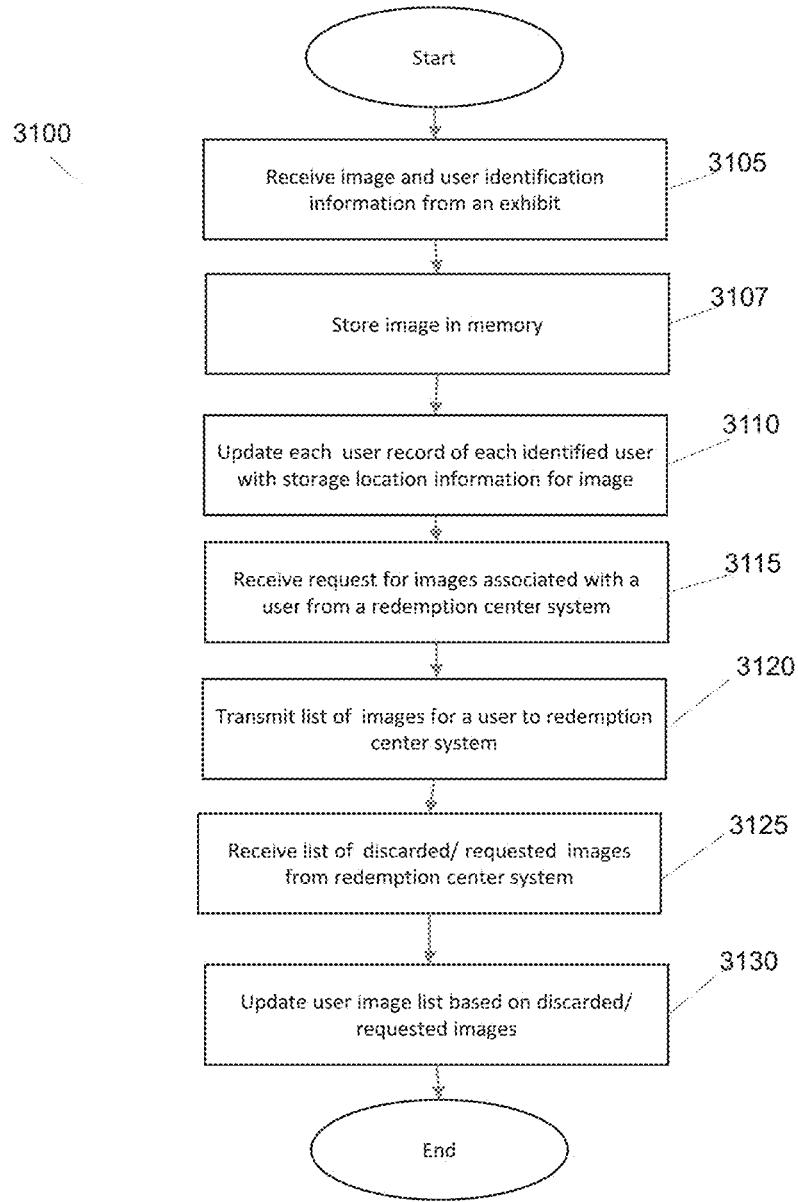 Start
3100
3105
Receive image and user identification
information from an exhibit
3107
Store image in memory
3110
Update each user record of each identified user
with storage location information for image
3115
Receive request for images associated with a
user from a redemption center system
3120
Transmit list of images for a user to redemption
center system
3125
Receive list of discarded/ requested images
from redemption center system
3130
Update user image list based on discarded/
requested images
End